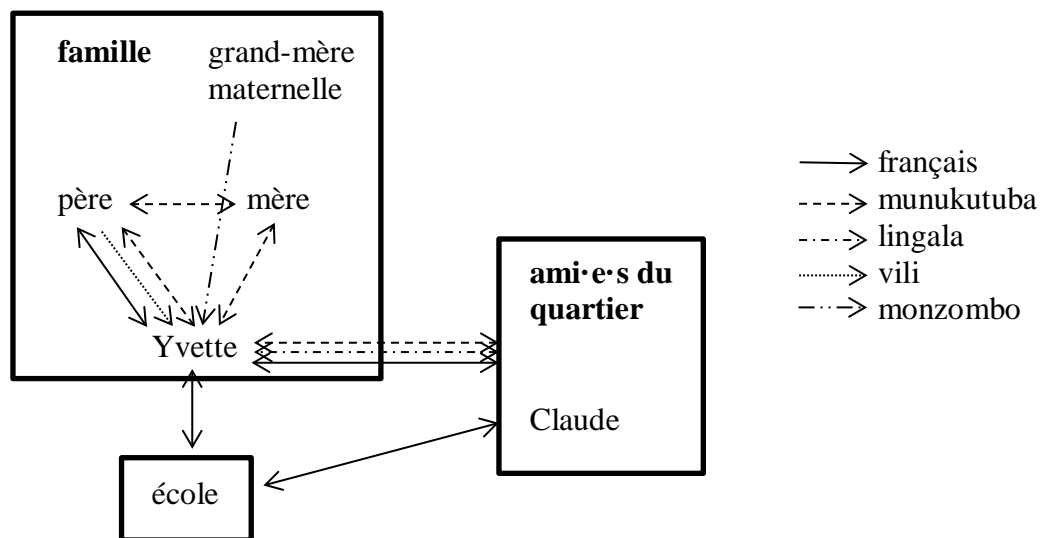 famille
grand-mère
maternelle
père
mère
Yvette
école
ami·e·s du
quartier
Claude
français
munukutuba
lingala
vili
monzombo